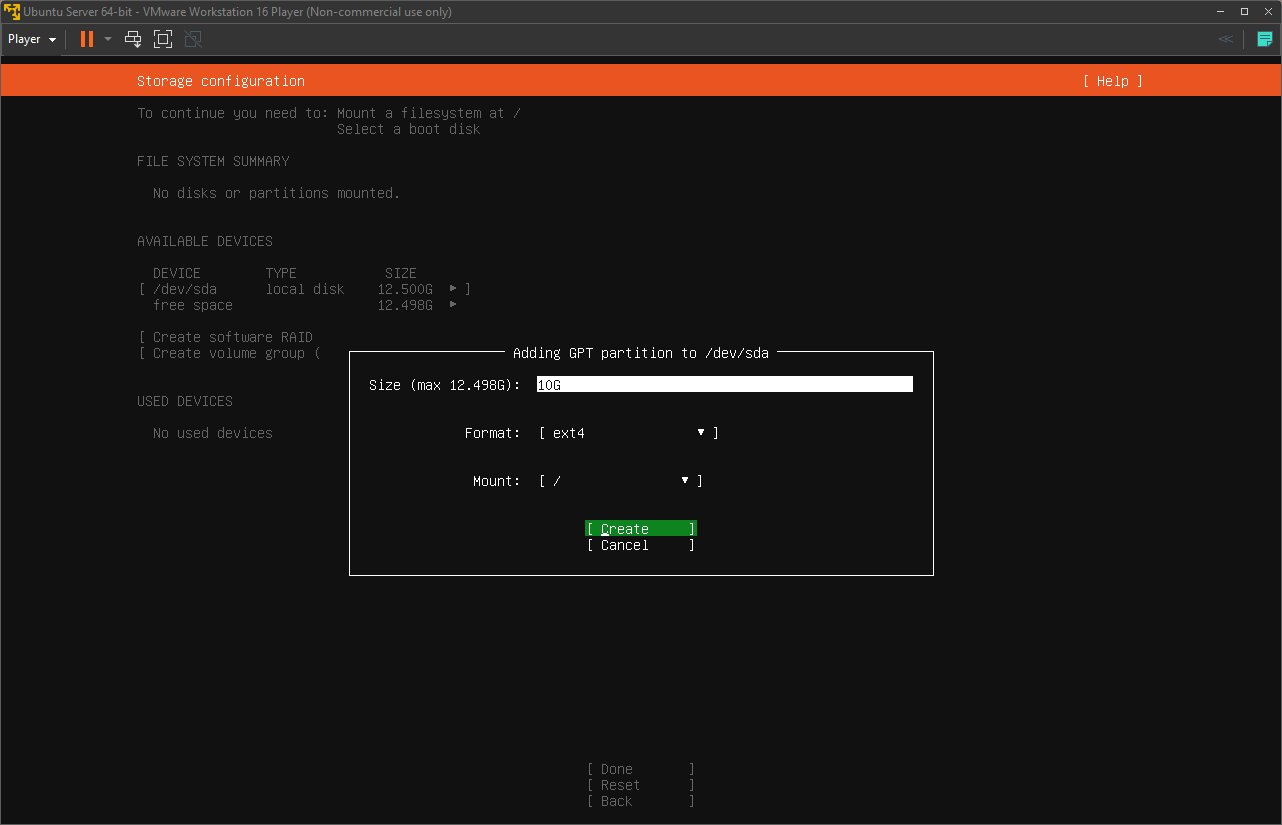 Ubuntu Server 64-bit - VMware Workstation 16 Player (Non-commercial use only)
Player
Storage configuration [ Help ]
To continue you need to: Mount a filesystem at /
Select a boot disk
FILE SYSTEM SUMMARY
No disks or partitions mounted.
AVAILABLE DEVICES
DEVICE TYPE SIZE
[ /dev/sda local disk 12.500G ▸ ]
free space 12.498G ▸
[ Create software RAID
[ Create volume group (
Adding GPT partition to /dev/sda
Size (max 12.498G): 10G
USED DEVICES
No used devices
Format: [ ext4 ▾ ]
Mount: [ / ▾ ]
[ Create ]
[ Cancel ]
[ Done ]
[ Reset ]
[ Back ]